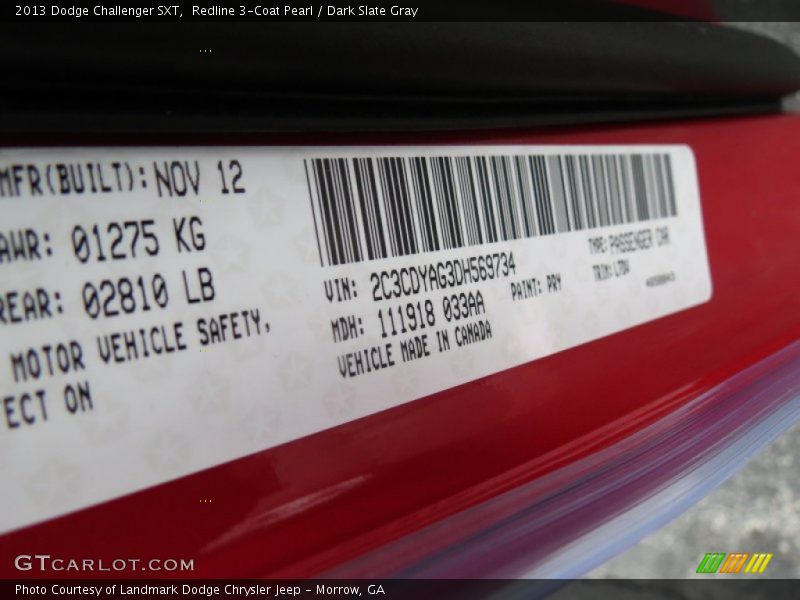 2013 Dodge Challenger SXT,  Redline 3-Coat Pearl / Dark Slate Gray
MFR(BUILT): NOV 12
AWR: 01275 KG
REAR: 02810 LB
MOTOR VEHICLE SAFETY,
ECT ON
VIN: 2C3CDYAG3DH569734
MDH: 111918 033AA
PAINT: PRY
VEHICLE MADE IN CANADA
TYPE: PASSENGER CAR
TRIM:
GTCARLOT.COM
Photo Courtesy of Landmark Dodge Chrysler Jeep - Morrow, GA